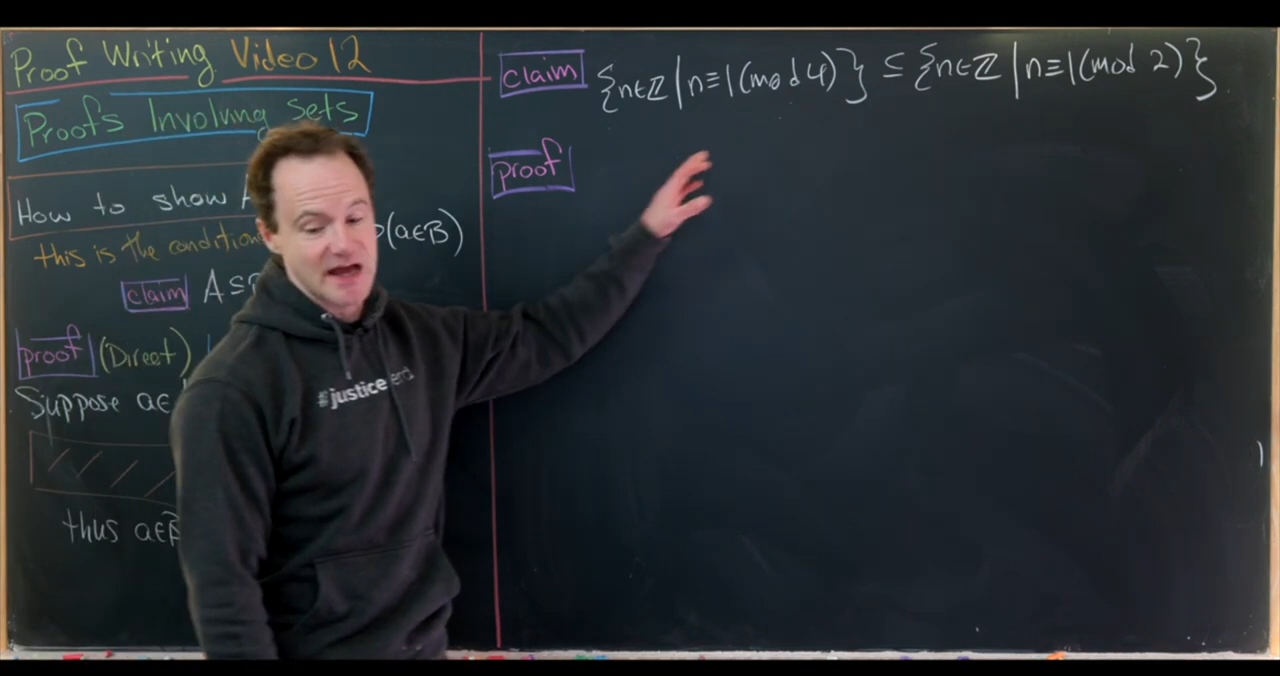 Proof Writing Video 12
Proofs Involving Sets
How to show
this is the condition
(a∈B)
claim A⊆
proof (Direct)
Suppose a∈
thus a∈B
claim {n∈ℤ | n≡1(mod 4)} ⊆ {n∈ℤ | n≡1(mod 2)}
proof
#justice